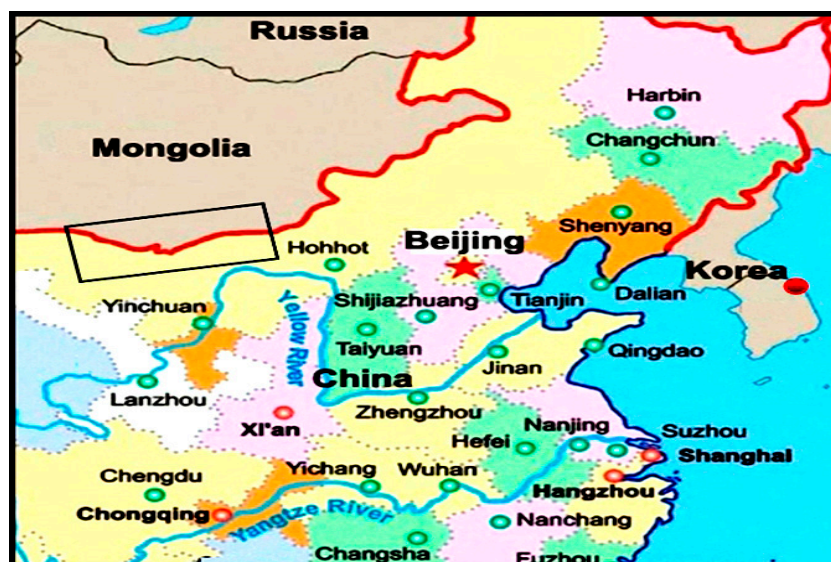 Russia
Harbin
Mongolia
Changchun
Shenyang
Hohhot
Beijing
Korea
Yinchuan
Shijiazhuang
Tianjin
Dalian
Yellow River
Taiyuan
Qingdao
Jinan
Lanzhou
China
Zhengzhou
XI'an
Nanjing
Suzhou
Hefei
Shanghai
Chengdu
Yichang
Wuhan
Hangzhou
Chongqing
Yangtze River
Nanchang
Changsha
Fuzhou